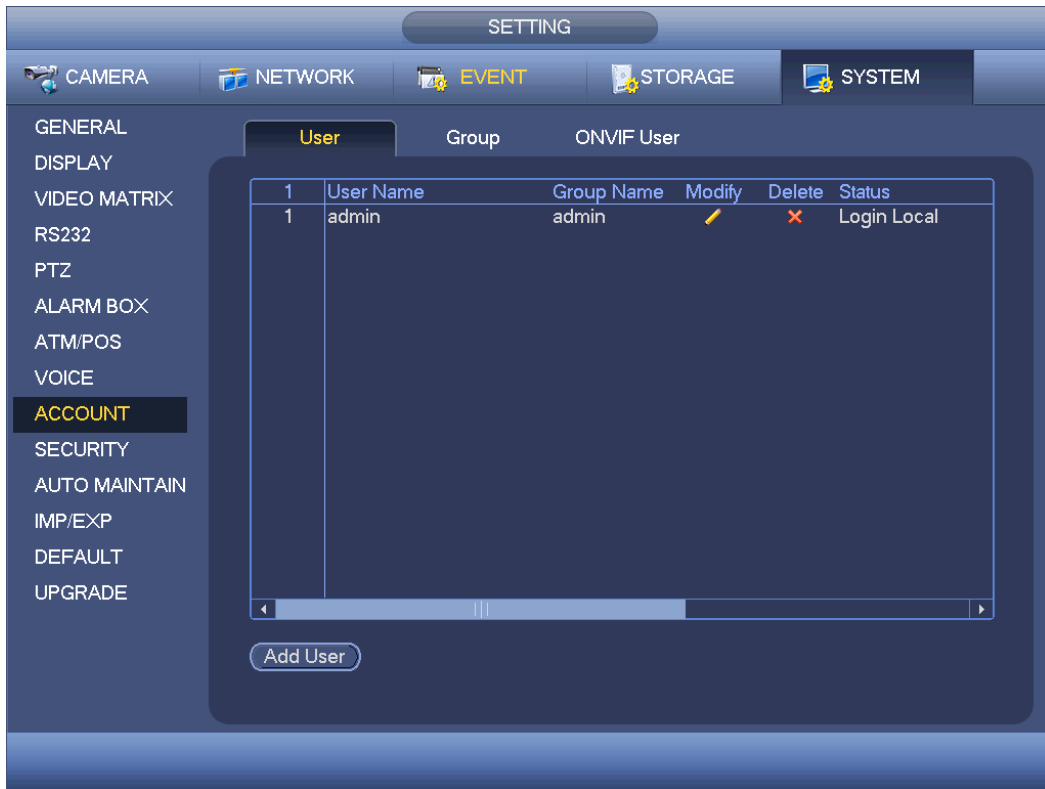 SETTING
CAMERA NETWORK EVENT STORAGE SYSTEM
GENERAL
DISPLAY
VIDEO MATRIX
RS232
PTZ
ALARM BOX
ATM/POS
VOICE
ACCOUNT
SECURITY
AUTO MAINTAIN
IMP/EXP
DEFAULT
UPGRADE
User Group ONVIF User
1 User Name Group Name Modify Delete Status
1 admin admin Login Local
Add User